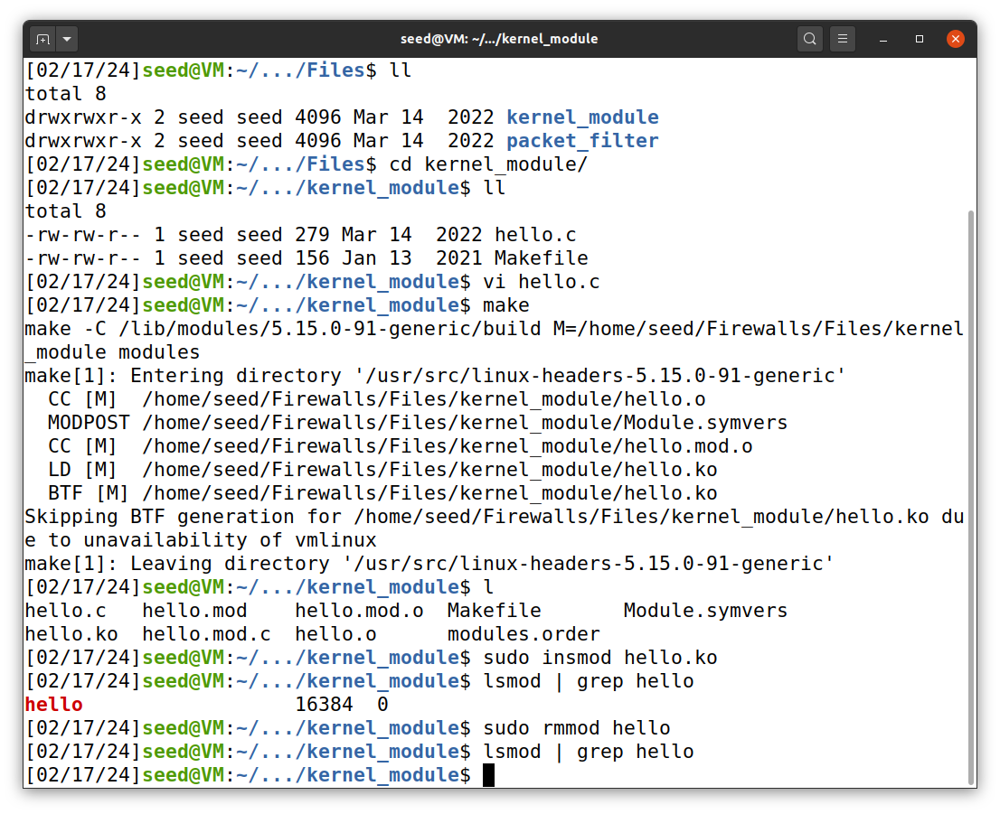 seed@VM: ~/.../kernel_module
[02/17/24]seed@VM:~/.../Files$ ll
total 8
drwxrwxr-x 2 seed seed 4096 Mar 14  2022 kernel_module
drwxrwxr-x 2 seed seed 4096 Mar 14  2022 packet_filter
[02/17/24]seed@VM:~/.../Files$ cd kernel_module/
[02/17/24]seed@VM:~/.../kernel_module$ ll
total 8
-rw-rw-r-- 1 seed seed 279 Mar 14  2022 hello.c
-rw-rw-r-- 1 seed seed 156 Jan 13  2021 Makefile
[02/17/24]seed@VM:~/.../kernel_module$ vi hello.c
[02/17/24]seed@VM:~/.../kernel_module$ make
make -C /lib/modules/5.15.0-91-generic/build M=/home/seed/Firewalls/Files/kernel
_module modules
make[1]: Entering directory '/usr/src/linux-headers-5.15.0-91-generic'
  CC [M]  /home/seed/Firewalls/Files/kernel_module/hello.o
  MODPOST /home/seed/Firewalls/Files/kernel_module/Module.symvers
  CC [M]  /home/seed/Firewalls/Files/kernel_module/hello.mod.o
  LD [M]  /home/seed/Firewalls/Files/kernel_module/hello.ko
  BTF [M] /home/seed/Firewalls/Files/kernel_module/hello.ko
Skipping BTF generation for /home/seed/Firewalls/Files/kernel_module/hello.ko du
e to unavailability of vmlinux
make[1]: Leaving directory '/usr/src/linux-headers-5.15.0-91-generic'
[02/17/24]seed@VM:~/.../kernel_module$ l
hello.c   hello.mod    hello.mod.o  Makefile       Module.symvers
hello.ko  hello.mod.c  hello.o      modules.order
[02/17/24]seed@VM:~/.../kernel_module$ sudo insmod hello.ko
[02/17/24]seed@VM:~/.../kernel_module$ lsmod | grep hello
hello                  16384  0
[02/17/24]seed@VM:~/.../kernel_module$ sudo rmmod hello
[02/17/24]seed@VM:~/.../kernel_module$ lsmod | grep hello
[02/17/24]seed@VM:~/.../kernel_module$